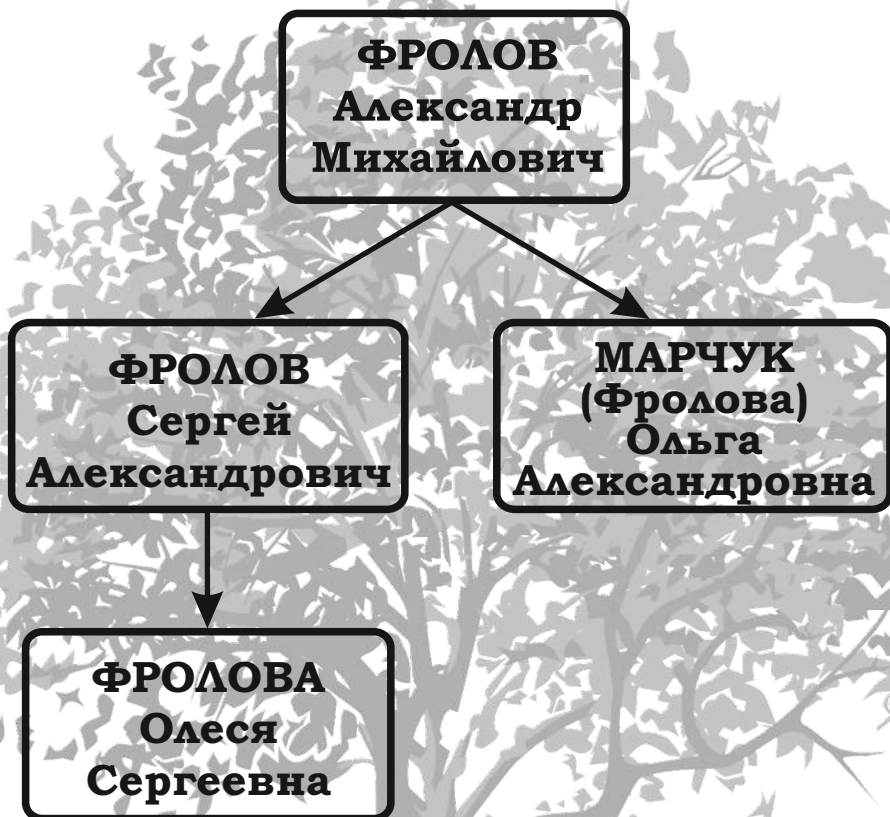 ФРОЛОВ
Александр
Михайлович
ФРОЛОВ
Сергей
Александрович
МАРЧУК
(Фролова)
Ольга
Александровна
ФРОЛОВА
Олеся
Сергеевна